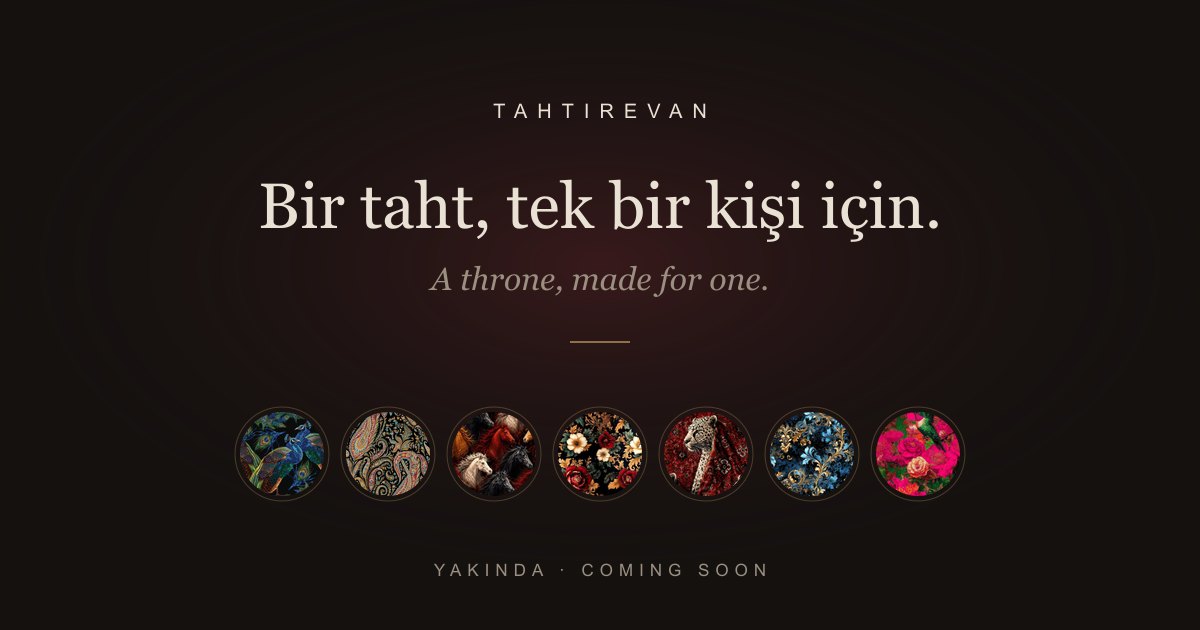 TAHTIREVAN
Bir taht, tek bir kişi için.
A throne, made for one.
YAKINDA · COMING SOON